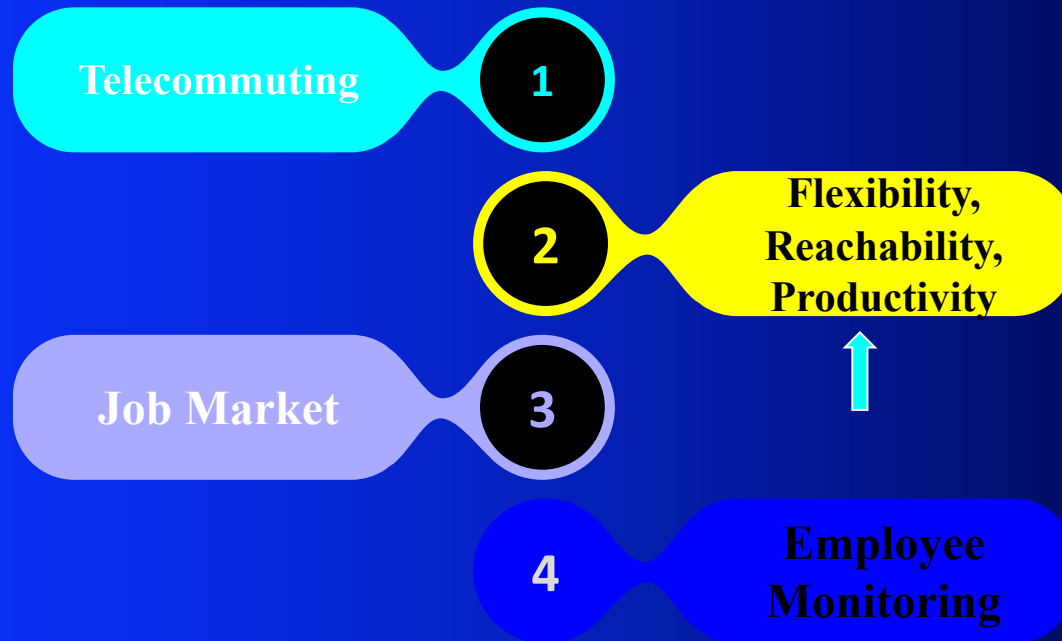 Telecommuting
1
2
Flexibility,
Reachability,
Productivity
Job Market
3
4
Employee
Monitoring